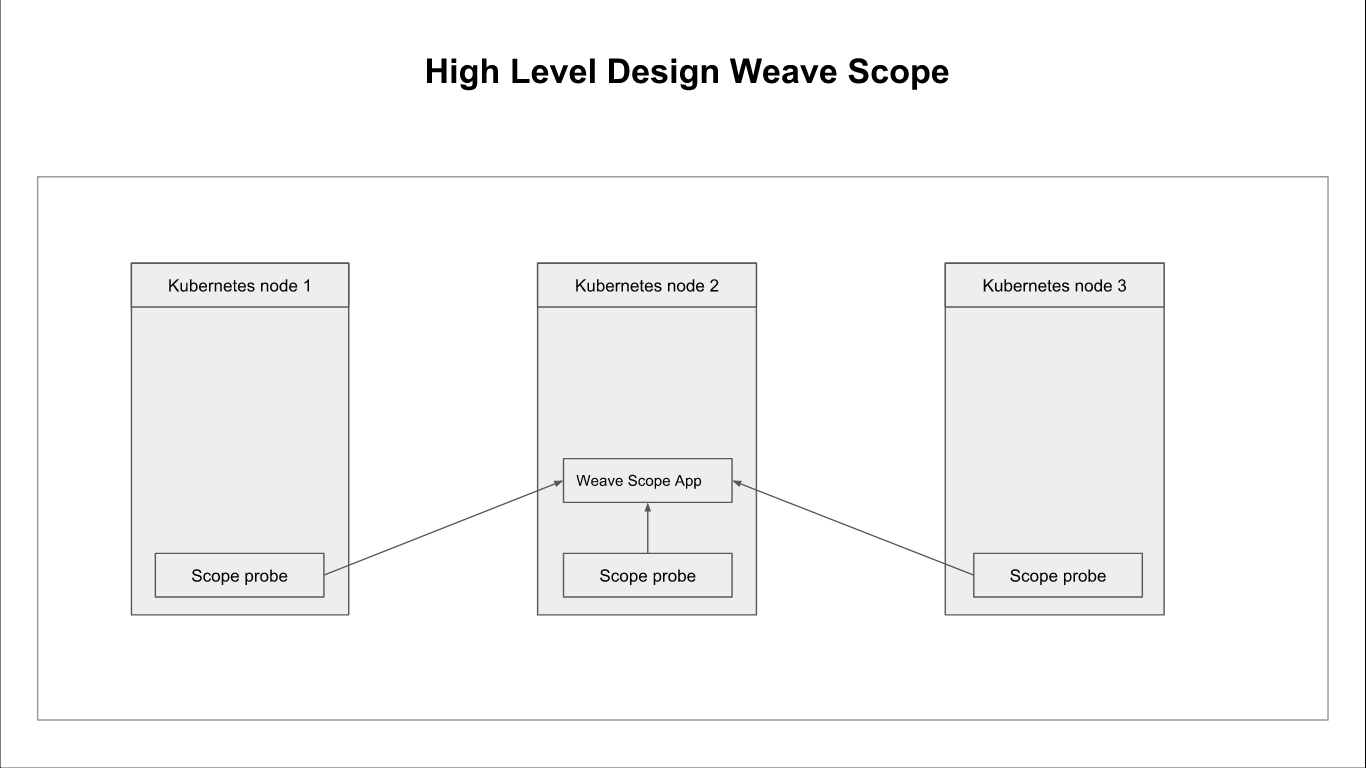 High Level Design Weave Scope
Kubernetes node 1
Kubernetes node 2
Kubernetes node 3
Weave Scope App
Scope probe
Scope probe
Scope probe